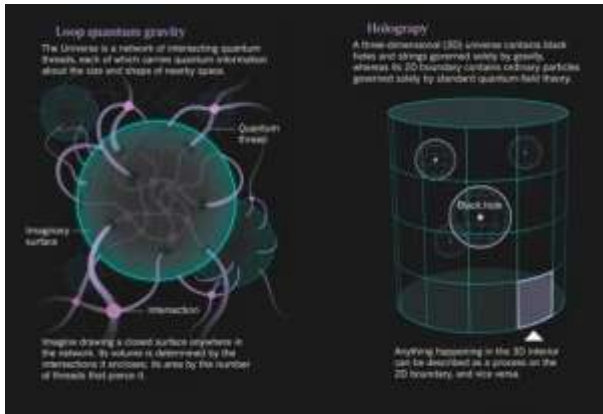 Loop quantum gravity
The Universe is a network of intersecting quantum
threads, each of which carries quantum information
about the size and shape of nearby space.
Quantum
thread
Imaginary
surface
Intersection
Imagine drawing a closed surface anywhere in
the network. Its volume is determined by the
intersections it encloses; its area by the number
of threads that pierce it.
Holograpy
A three-dimensional (3D) universe contains black
holes and strings governed solely by gravity,
whereas its 2D boundary contains ordinary particles
governed solely by standard quantum-field theory.
Black hole
Anything happening in the 3D interior
can be described as a process on the
2D boundary, and vice versa.